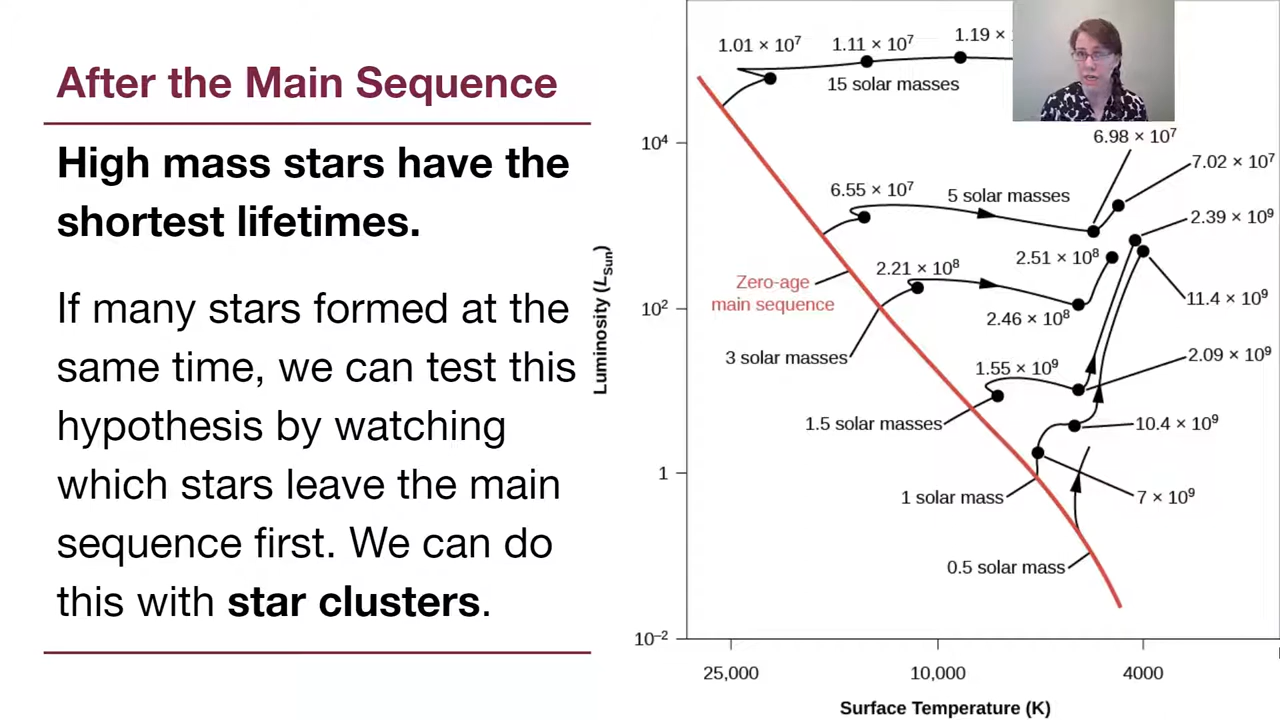 After the Main Sequence
High mass stars have the
shortest lifetimes.
If many stars formed at the
same time, we can test this
hypothesis by watching
which stars leave the main
sequence first. We can do
this with star clusters.
Luminosity (L–Sun)
10⁴
10²
1
10⁻²
1.01 × 10⁷
1.11 × 10⁷
1.19 ×
15 solar masses
6.98 × 10⁷
7.02 × 10⁷
6.55 × 10⁷
5 solar masses
2.39 × 10⁹
2.21 × 10⁸
2.51 × 10⁸
Zero-age
main sequence
11.4 × 10⁹
2.46 × 10⁸
3 solar masses
2.09 × 10⁹
1.55 × 10⁹
1.5 solar masses
10.4 × 10⁹
1 solar mass
7 × 10⁹
0.5 solar mass
25,000
10,000
4000
Surface Temperature (K)